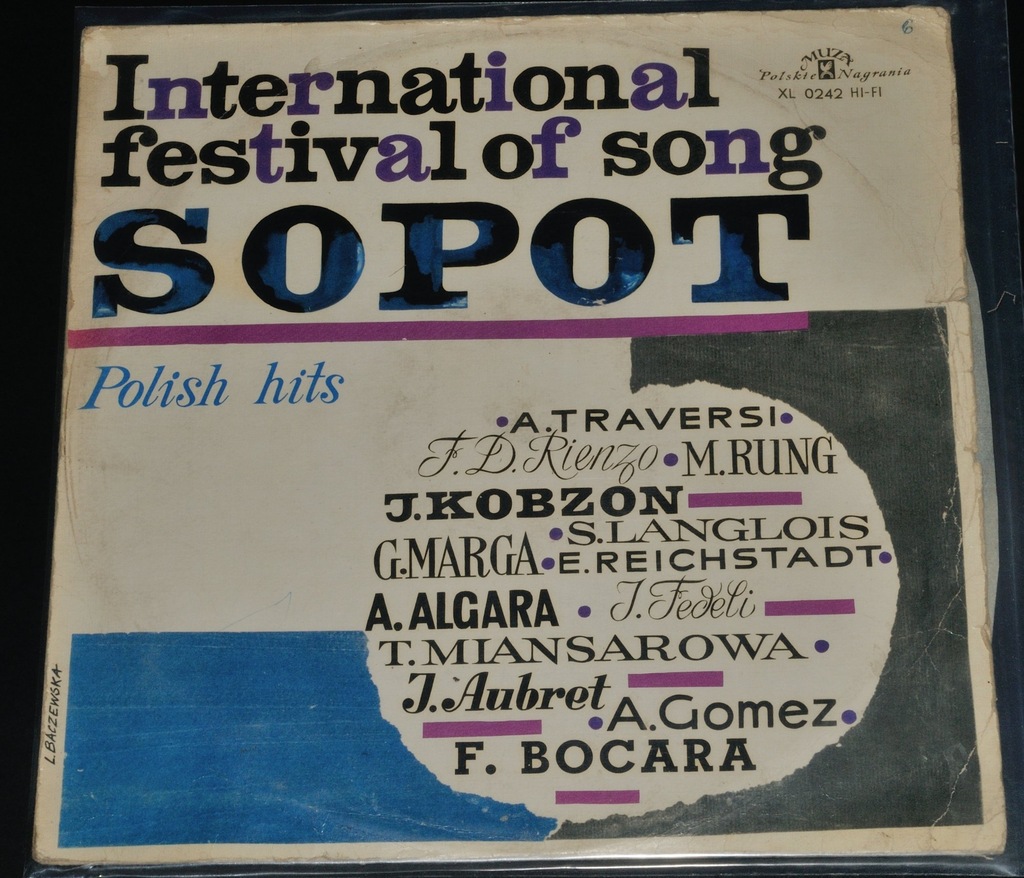 International
festival of song
SOPOT
MUZA
Polskie Nagrania
XL 0242 HI-FI
6
Polish hits
•A.TRAVERSI•
F. D. Rienzo • M.RUNG
J.KOBZON
• S.LANGLOIS
G.MARGA • E.REICHSTADT•
A. ALGARA • J. Fedeli
T. MIANSAROWA •
J. Aubret
• A.Gomez •
F. BOCARA
L.BACZEWSKA